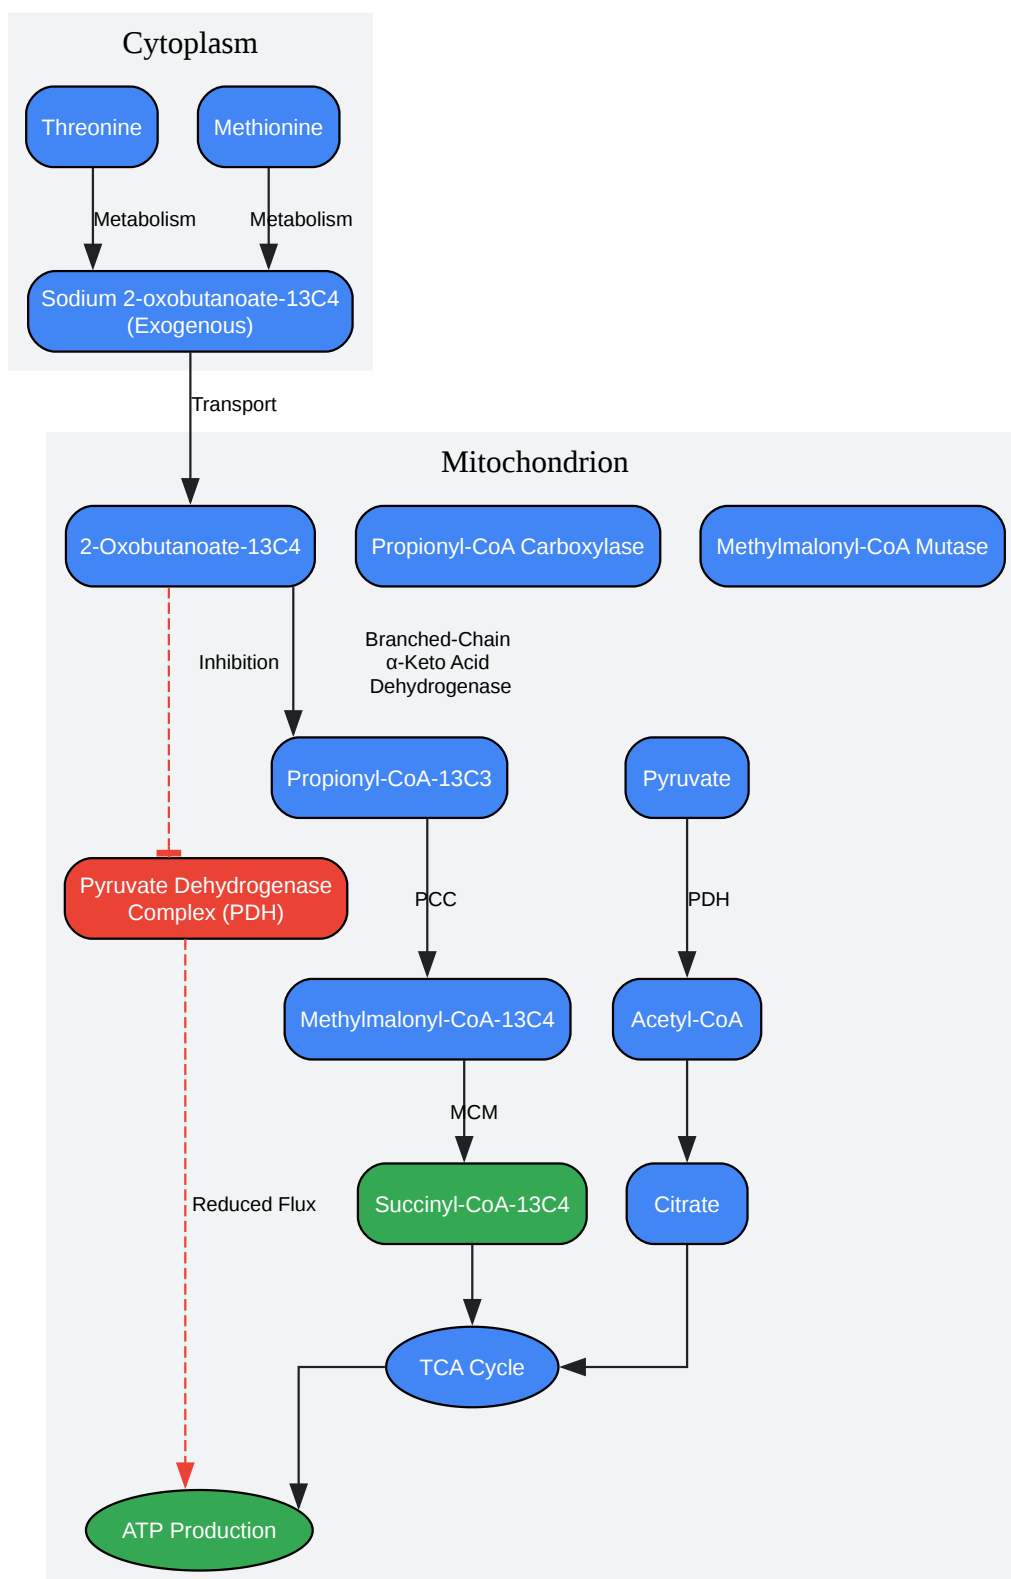 Cytoplasm
Threonine
Methionine
Metabolism
Metabolism
Sodium 2-oxobutanoate-13C4
(Exogenous)
Transport
Mitochondrion
2-Oxobutanoate-13C4
Propionyl-CoA Carboxylase
Methylmalonyl-CoA Mutase
Inhibition
Branched-Chain
α-Keto Acid
Dehydrogenase
Propionyl-CoA-13C3
Pyruvate
Pyruvate Dehydrogenase
Complex (PDH)
PCC
PDH
Methylmalonyl-CoA-13C4
Acetyl-CoA
MCM
Reduced Flux
Succinyl-CoA-13C4
Citrate
TCA Cycle
ATP Production